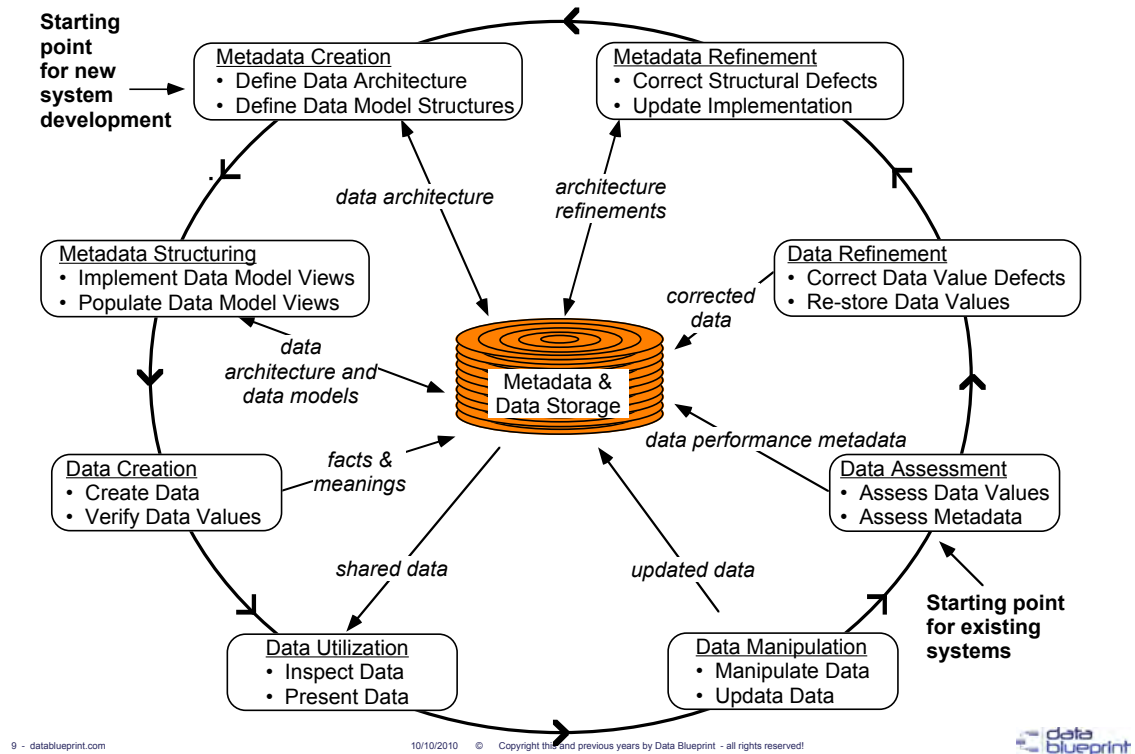 Starting
point
for new
system
development
Metadata Creation
• Define Data Architecture
• Define Data Model Structures
Metadata Refinement
• Correct Structural Defects
• Update Implementation
data architecture
architecture
refinements
Metadata Structuring
• Implement Data Model Views
• Populate Data Model Views
Data Refinement
• Correct Data Value Defects
• Re-store Data Values
corrected
data
data
architecture and
data models
Metadata &
Data Storage
data performance metadata
Data Creation
• Create Data
• Verify Data Values
facts &
meanings
Data Assessment
• Assess Data Values
• Assess Metadata
shared data
updated data
Starting point
for existing
systems
Data Utilization
• Inspect Data
• Present Data
Data Manipulation
• Manipulate Data
• Updata Data
9 - datablueprint.com
10/10/2010 © Copyright this and previous years by Data Blueprint - all rights reserved!
data
blueprint